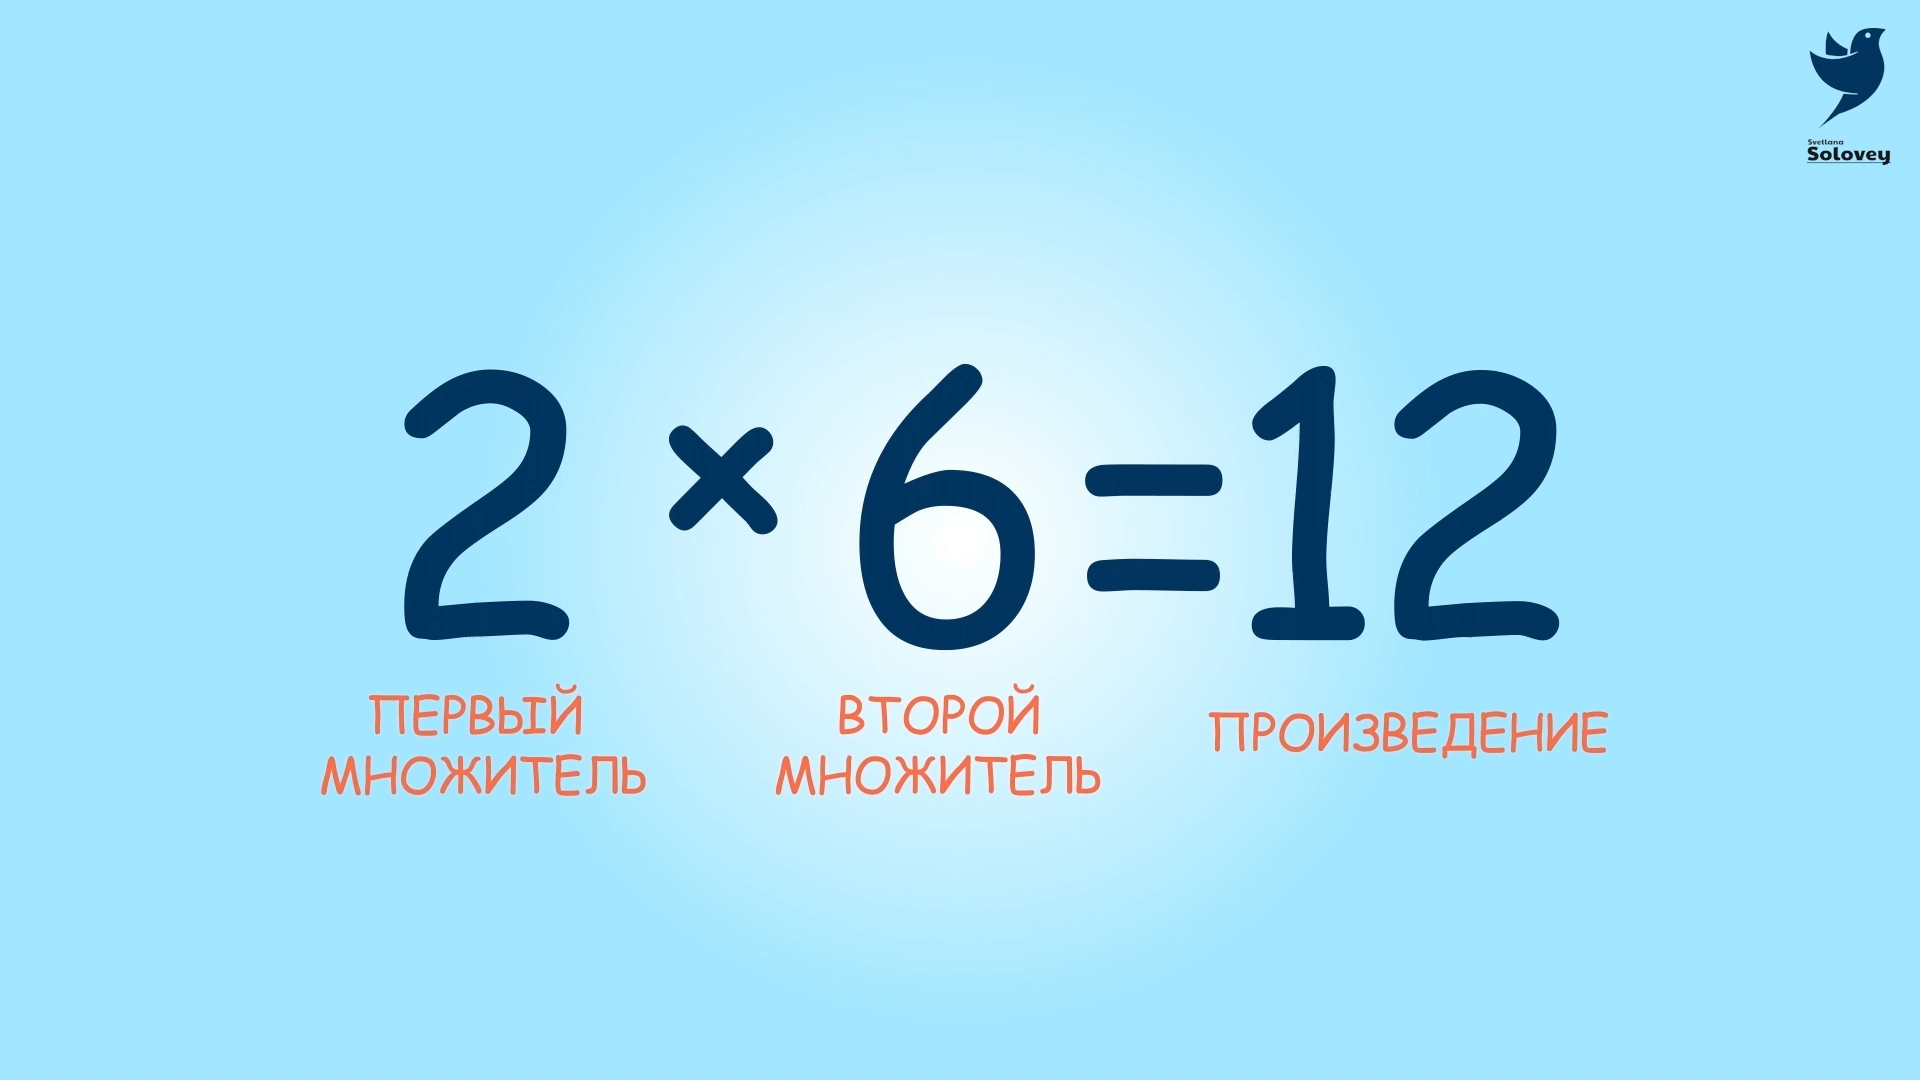 Svetlana
Solovey
2 × 6 = 12
ПЕРВЫЙ
МНОЖИТЕЛЬ
ВТОРОЙ
МНОЖИТЕЛЬ
ПРОИЗВЕДЕНИЕ